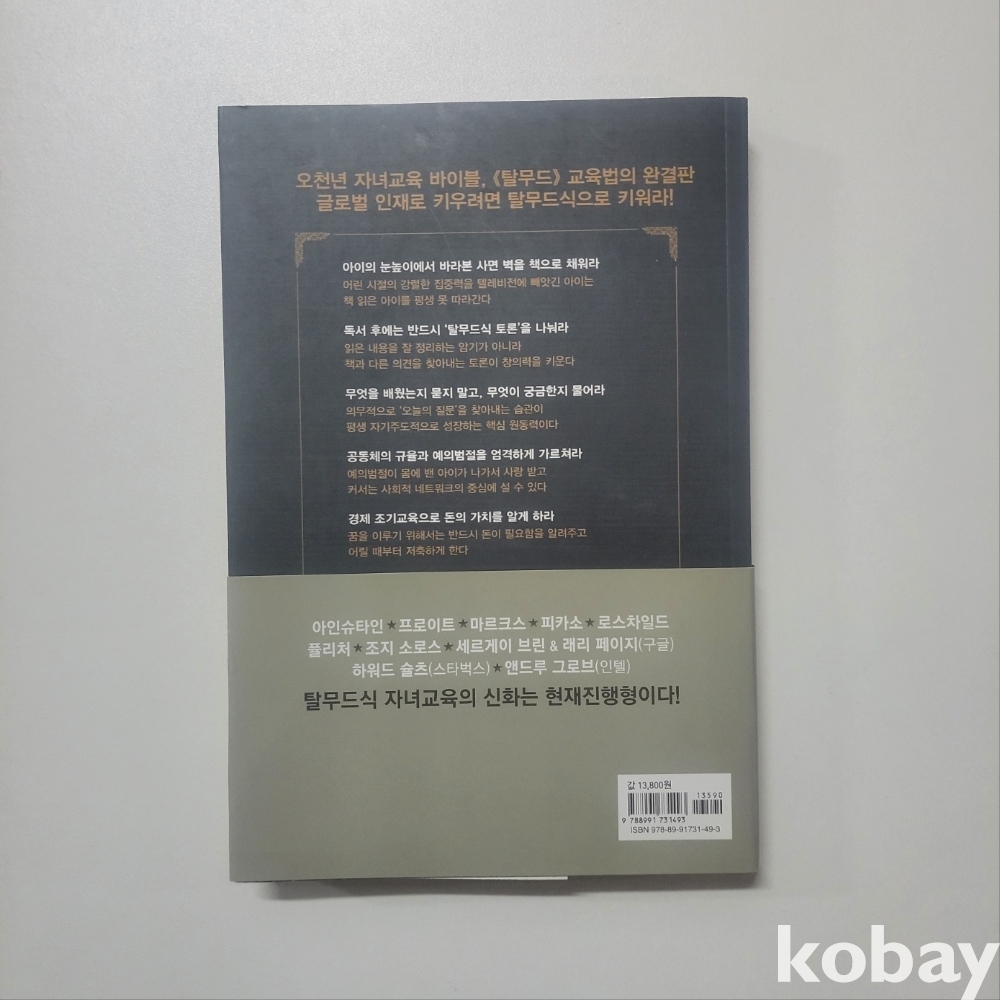 오천년 자녀교육 바이블, 《탈무드》 교육법의 완결판
글로벌 인재로 키우려면 탈무드식으로 키워라!
아이의 눈높이에서 바라본 사면 벽을 책으로 채워라
어린 시절의 강렬한 집중력을 텔레비전에 빼앗긴 아이는
책 읽은 아이를 평생 못 따라간다
독서 후에는 반드시 '탈무드식 토론'을 나눠라
읽은 내용을 잘 정리하는 암기가 아니라
책과 다른 의견을 찾아내는 토론이 창의력을 키운다
무엇을 배웠는지 묻지 말고, 무엇이 궁금한지 물어라
의무적으로 '오늘의 질문'을 찾아내는 습관이
평생 자기주도적으로 성장하는 핵심 원동력이다
공동체의 규율과 예의범절을 엄격하게 가르쳐라
예의범절이 몸에 밴 아이가 나가서 사랑 받고
커서는 사회적 네트워크의 중심에 설 수 있다
경제 조기교육으로 돈의 가치를 알게 하라
꿈을 이루기 위해서는 반드시 돈이 필요함을 알려주고
어릴 때부터 저축하게 한다
아인슈타인 ★ 프로이트 ★ 마르크스 ★ 피카소 ★ 로스차일드
퓰리처 ★ 조지 소로스 ★ 세르게이 브린 & 래리 페이지(구글)
하워드 슐츠(스타벅스) ★ 앤드루 그로브(인텔)
탈무드식 자녀교육의 신화는 현재진행형이다!
값 13,800원
13590
9 788991 731493
ISBN 978-89-91731-49-3
kobay